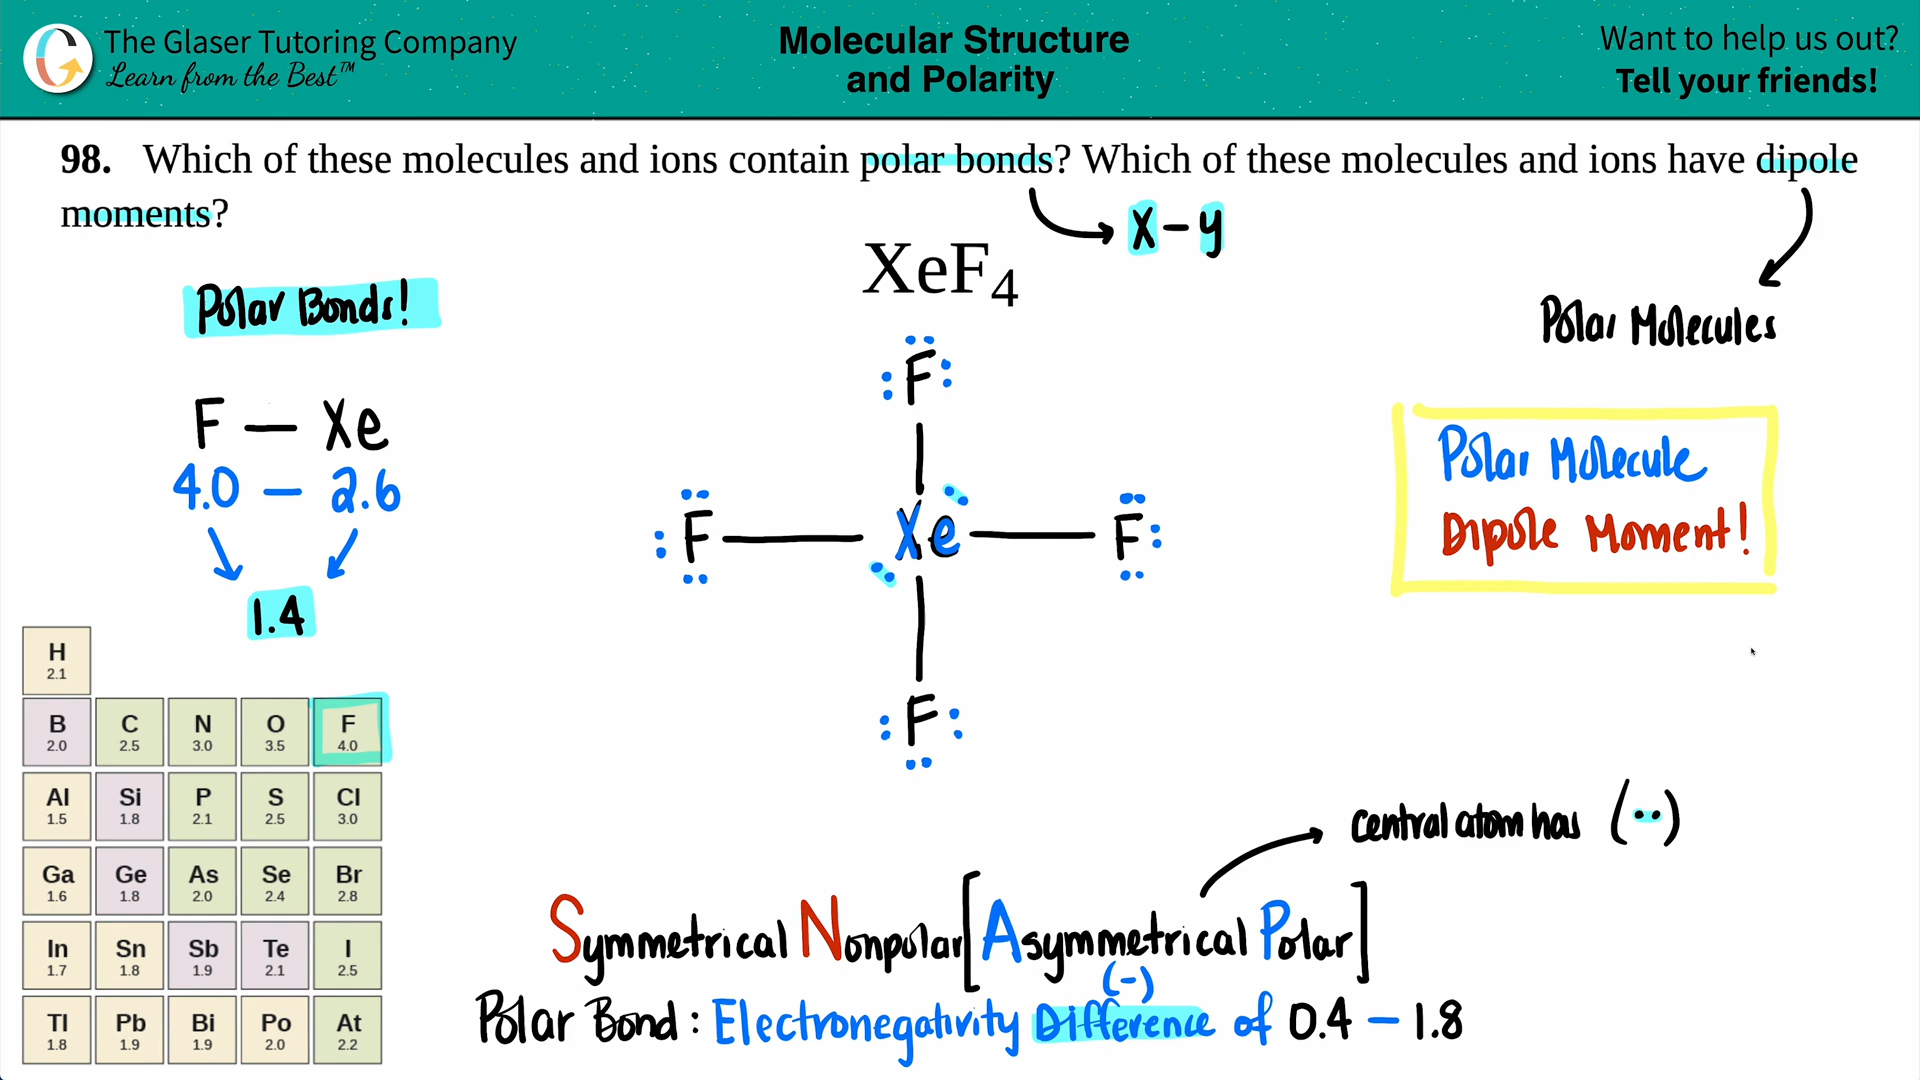 The Glaser Tutoring Company
Learn from the Best™
Molecular Structure
and Polarity
Want to help us out?
Tell your friends!
98. Which of these molecules and ions contain polar bonds? Which of these molecules and ions have dipole
moments?
X – y
XeF4
Polar Bonds!
Polar Molecules
F — Xe
4.0 – 2.6
1.4
F
F Xe F
F
Polar Molecule
Dipole Moment!
H
2.1
B C N O F
2.0 2.5 3.0 3.5 4.0
Al Si P S Cl
1.5 1.8 2.1 2.5 3.0
Ga Ge As Se Br
1.6 1.8 2.0 2.4 2.8
In Sn Sb Te I
1.7 1.8 1.9 2.1 2.5
Tl Pb Bi Po At
1.8 1.9 1.9 2.0 2.2
central atom has (••)
Symmetrical Nonpolar [Asymmetrical Polar]
(-)
Polar Bond: Electronegativity Difference of 0.4 – 1.8